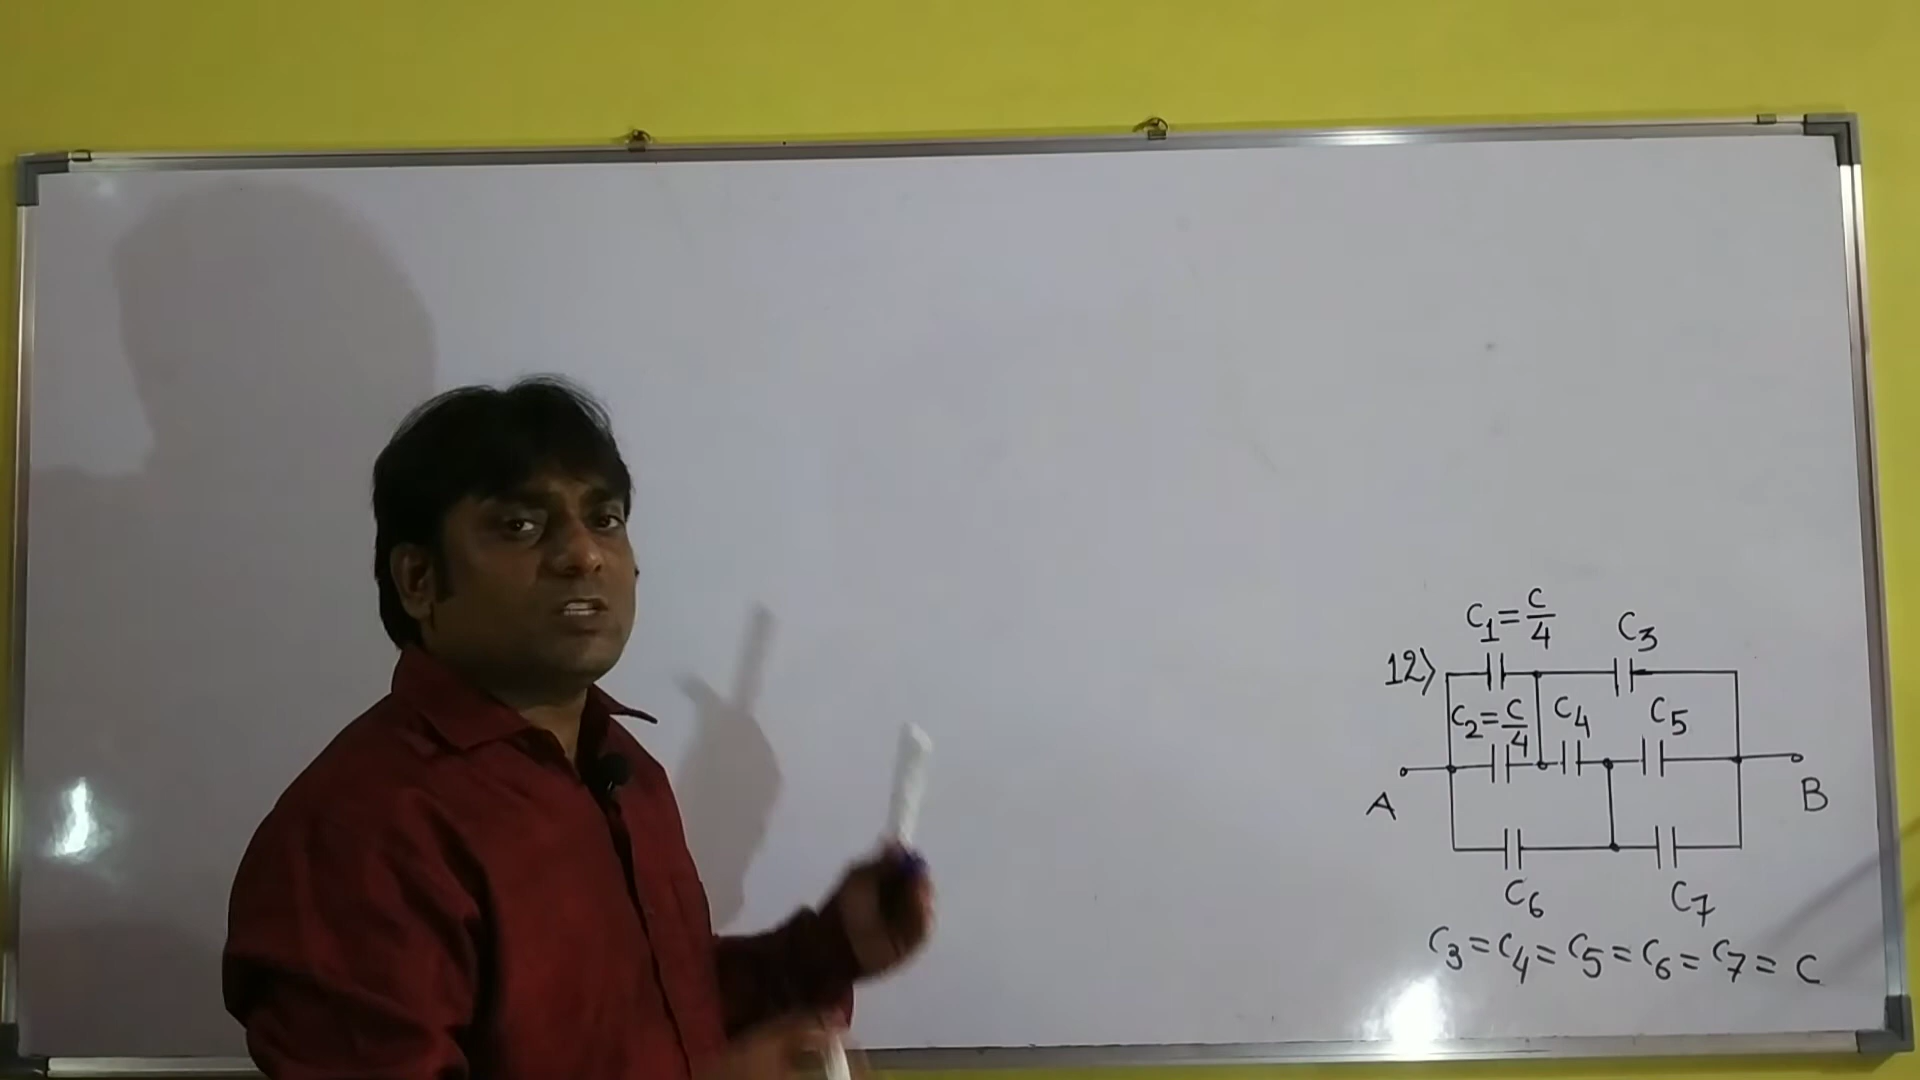 C1 = C/4
C3
12)
C2 = C/4
C4
C5
A
B
C6
C7
C3 = C4 = C5 = C6 = C7 = C